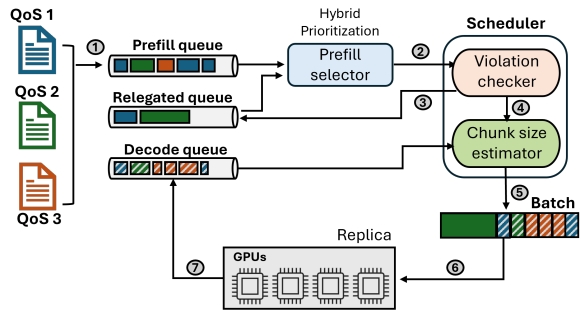 QoS 1
QoS 2
QoS 3
1
Prefill queue
Relegated queue
Decode queue
Hybrid
Prioritization
Prefill
selector
2
3
Scheduler
Violation
checker
4
Chunk size
estimator
5
Batch
6
Replica
GPUs
7